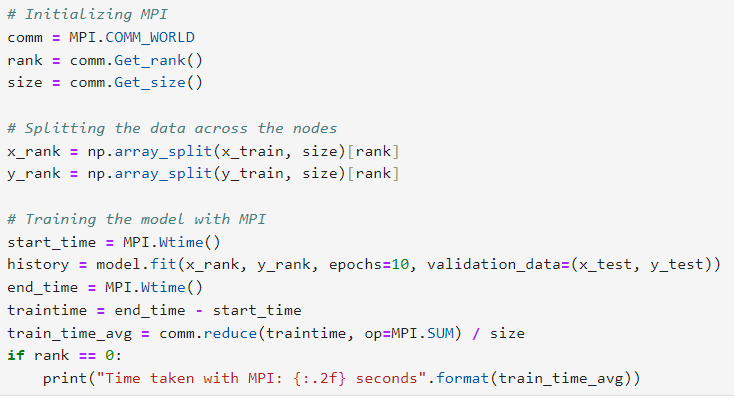 # Initializing MPI
comm = MPI.COMM_WORLD
rank = comm.Get_rank()
size = comm.Get_size()

# Splitting the data across the nodes
x_rank = np.array_split(x_train, size)[rank]
y_rank = np.array_split(y_train, size)[rank]

# Training the model with MPI
start_time = MPI.Wtime()
history = model.fit(x_rank, y_rank, epochs=10, validation_data=(x_test, y_test))
end_time = MPI.Wtime()
traintime = end_time - start_time
train_time_avg = comm.reduce(traintime, op=MPI.SUM) / size
if rank == 0:
    print("Time taken with MPI: {:.2f} seconds".format(train_time_avg))